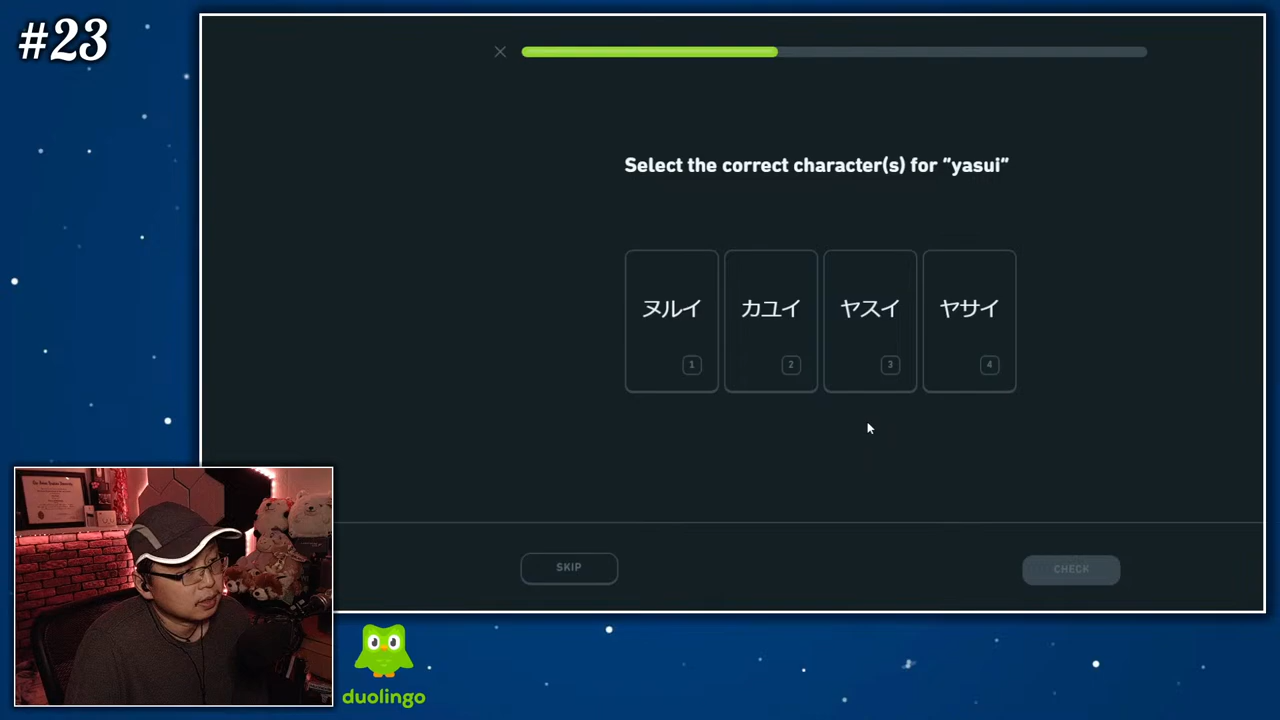 #23
Select the correct character(s) for “yasui”
ヌルイ
カユイ
ヤスイ
ヤサイ
1
2
3
4
SKIP
CHECK
duolingo